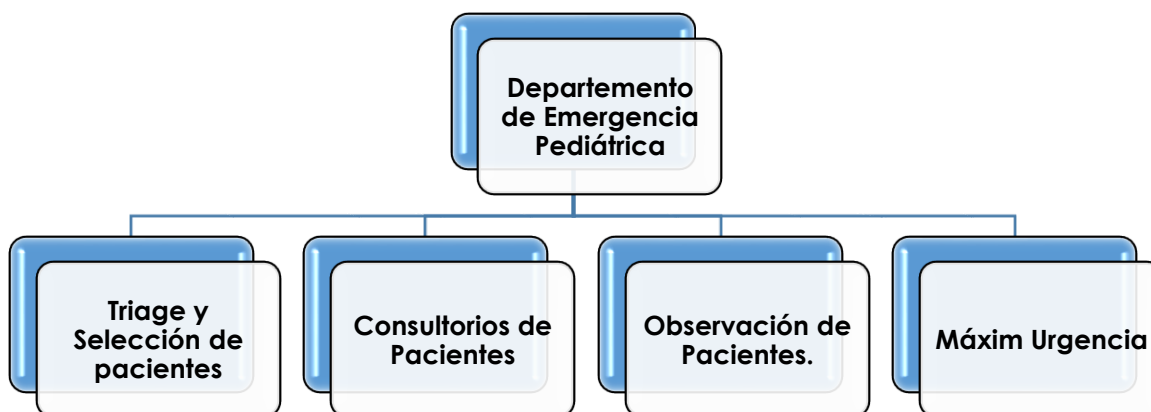 Departemento
de Emergencia
Pediátrica
Triage y
Selección de
pacientes
Consultorios de
Pacientes
Observación de
Pacientes.
Máxim Urgencia